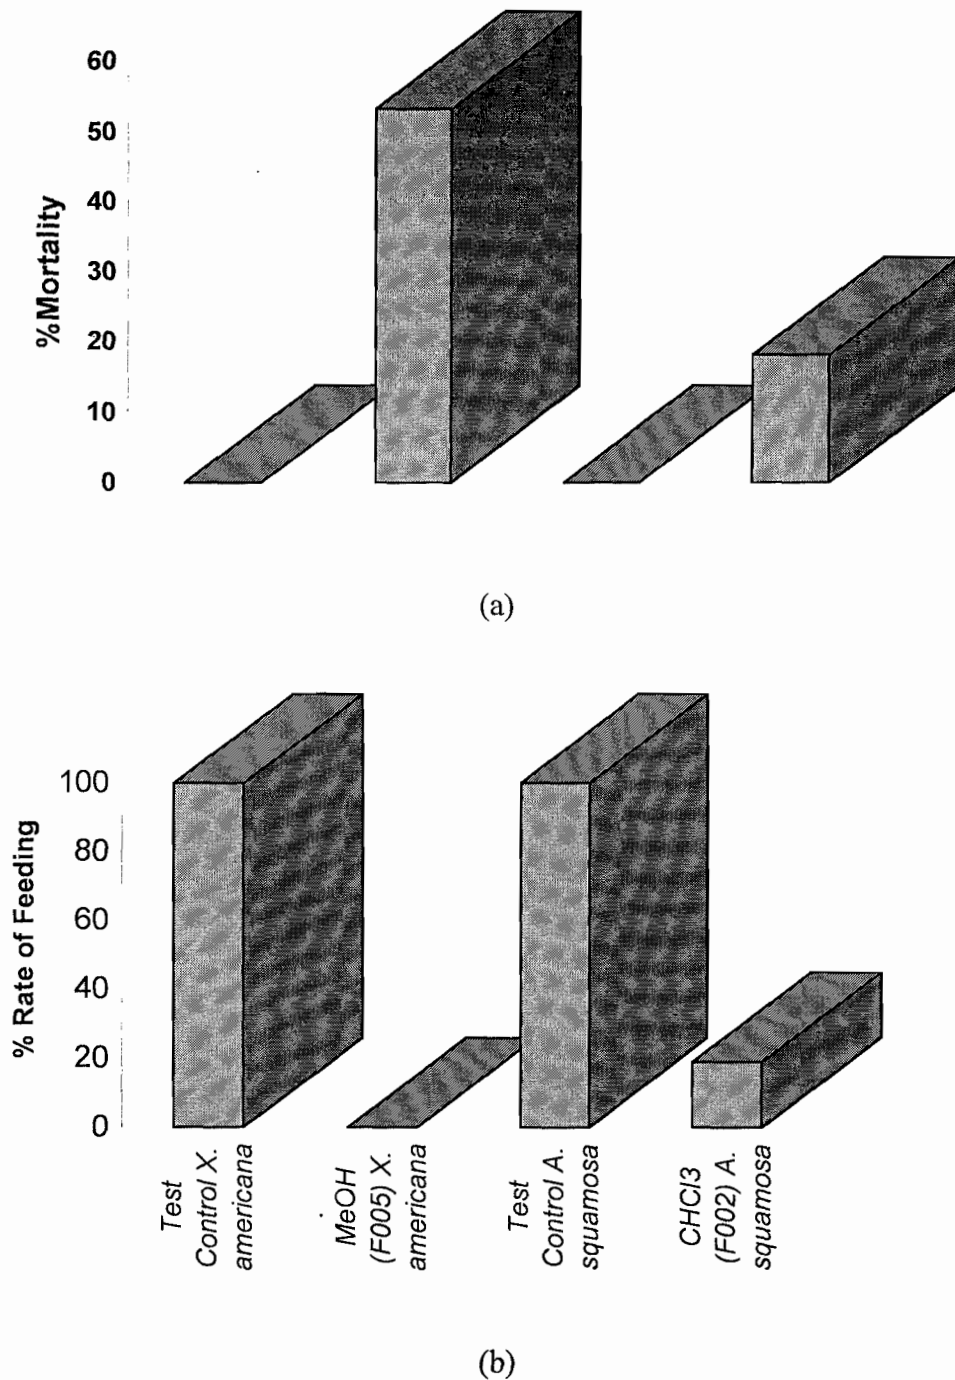 60
50
40
30
20
10
0
%Mortality
(a)
100
80
60
40
20
0
% Rate of Feeding
Test
Control X.
americana
MeOH
(F005) X.
americana
Test
Control A.
squamosa
CHCl3
(F002) A.
squamosa
(b)